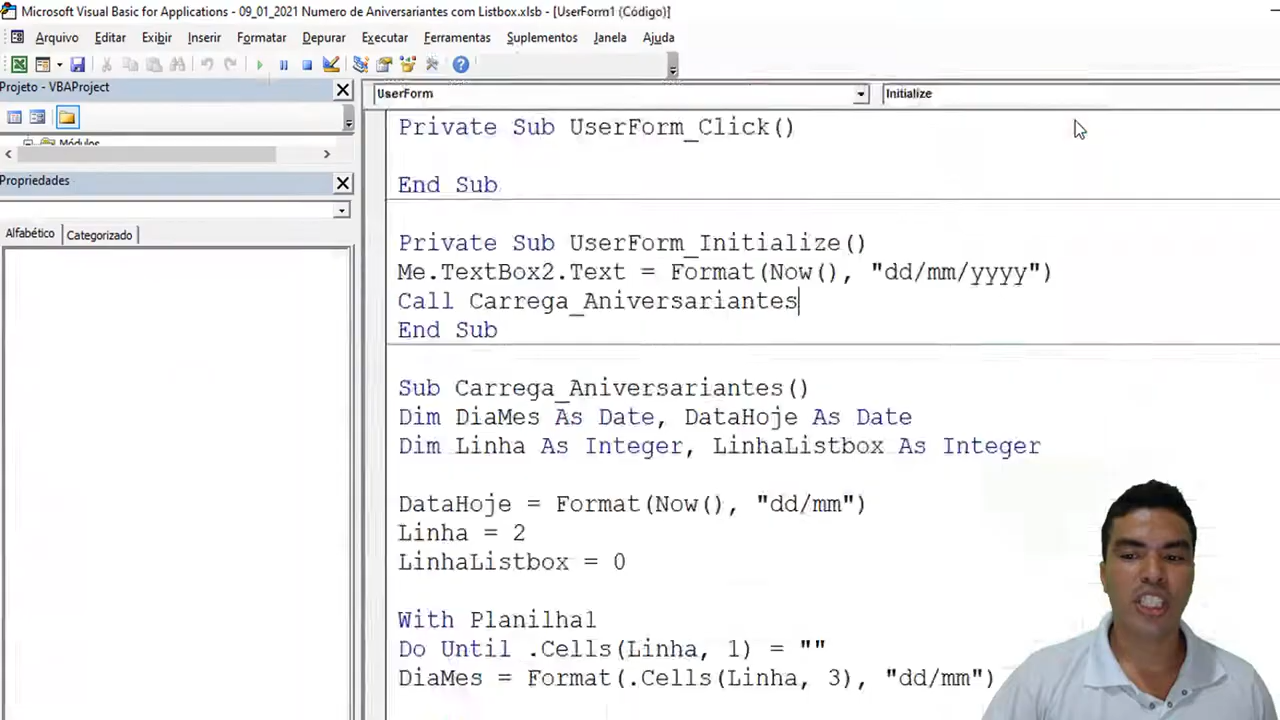 Microsoft Visual Basic for Applications - 09_01_2021 Numero de Aniversariantes com Listbox.xlsb - [UserForm1 (Código)]
Arquivo Editar Exibir Inserir Formatar Depurar Executar Ferramentas Suplementos Janela Ajuda
Projeto - VBAProject
Módulos
Propriedades
Alfabético Categorizado
UserForm Initialize
Private Sub UserForm_Click()
End Sub
Private Sub UserForm_Initialize()
Me.TextBox2.Text = Format(Now(), "dd/mm/yyyy")
Call Carrega_Aniversariantes
End Sub
Sub Carrega_Aniversariantes()
Dim DiaMes As Date, DataHoje As Date
Dim Linha As Integer, LinhaListbox As Integer
DataHoje = Format(Now(), "dd/mm")
Linha = 2
LinhaListbox = 0
With Planilha1
Do Until .Cells(Linha, 1) = ""
DiaMes = Format(.Cells(Linha, 3), "dd/mm")